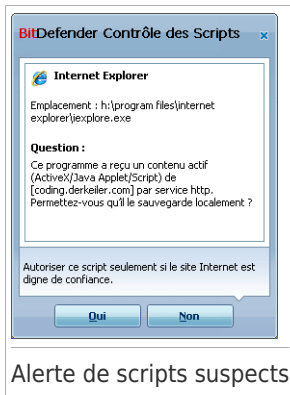 BitDefender Contrôle des Scripts x
Internet Explorer
Emplacement : h:\program files\internet
explorer\iexplore.exe
Question :
Ce programme a reçu un contenu actif
(ActiveX/Java Applet/Script) de
[coding.derkeiler.com] par service http.
Permettez-vous qu'il le sauvegarde localement ?
Autoriser ce script seulement si le site Internet est
digne de confiance.
Oui
Non
Alerte de scripts suspects